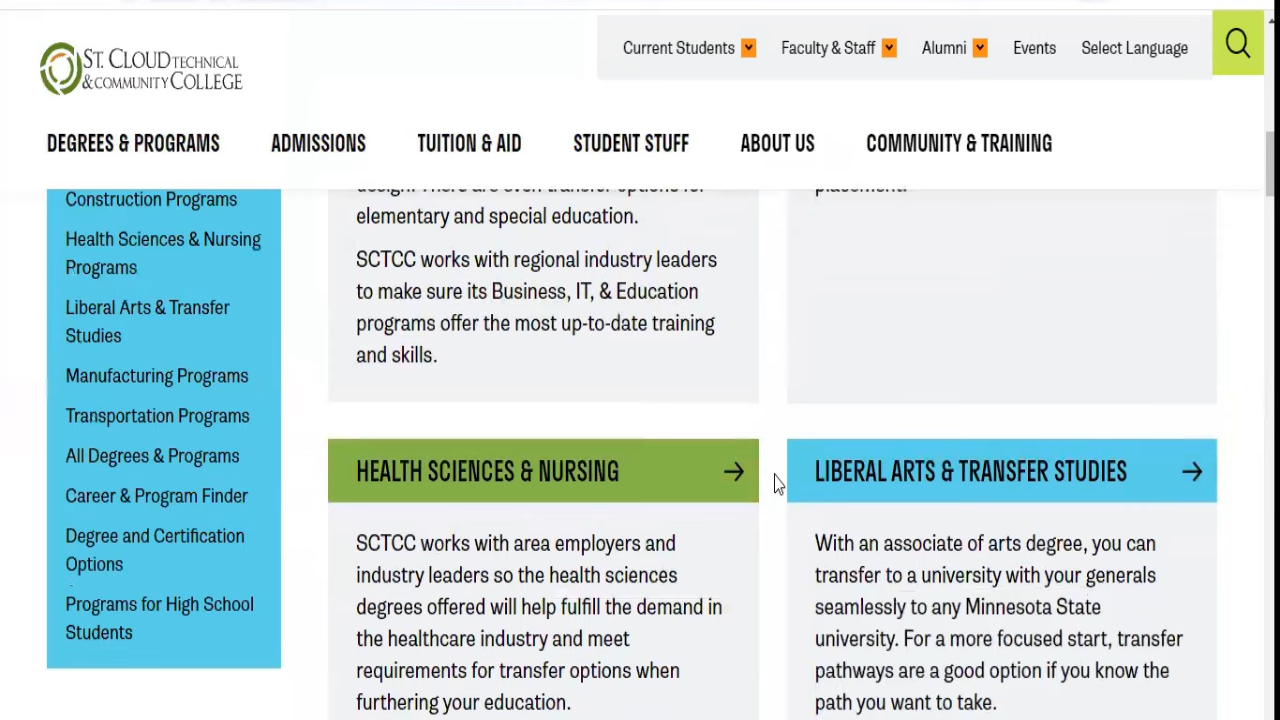 ST. CLOUD TECHNICAL
& COMMUNITY COLLEGE
Current Students
Faculty & Staff
Alumni
Events
Select Language
DEGREES & PROGRAMS
ADMISSIONS
TUITION & AID
STUDENT STUFF
ABOUT US
COMMUNITY & TRAINING
Construction Programs
Health Sciences & Nursing
Programs
Liberal Arts & Transfer
Studies
Manufacturing Programs
Transportation Programs
All Degrees & Programs
Career & Program Finder
Degree and Certification
Options
Programs for High School
Students
design. There are even transfer options for
elementary and special education.
SCTCC works with regional industry leaders
to make sure its Business, IT, & Education
programs offer the most up-to-date training
and skills.
placement.
HEALTH SCIENCES & NURSING
SCTCC works with area employers and
industry leaders so the health sciences
degrees offered will help fulfill the demand in
the healthcare industry and meet
requirements for transfer options when
furthering your education.
LIBERAL ARTS & TRANSFER STUDIES
With an associate of arts degree, you can
transfer to a university with your generals
seamlessly to any Minnesota State
university. For a more focused start, transfer
pathways are a good option if you know the
path you want to take.